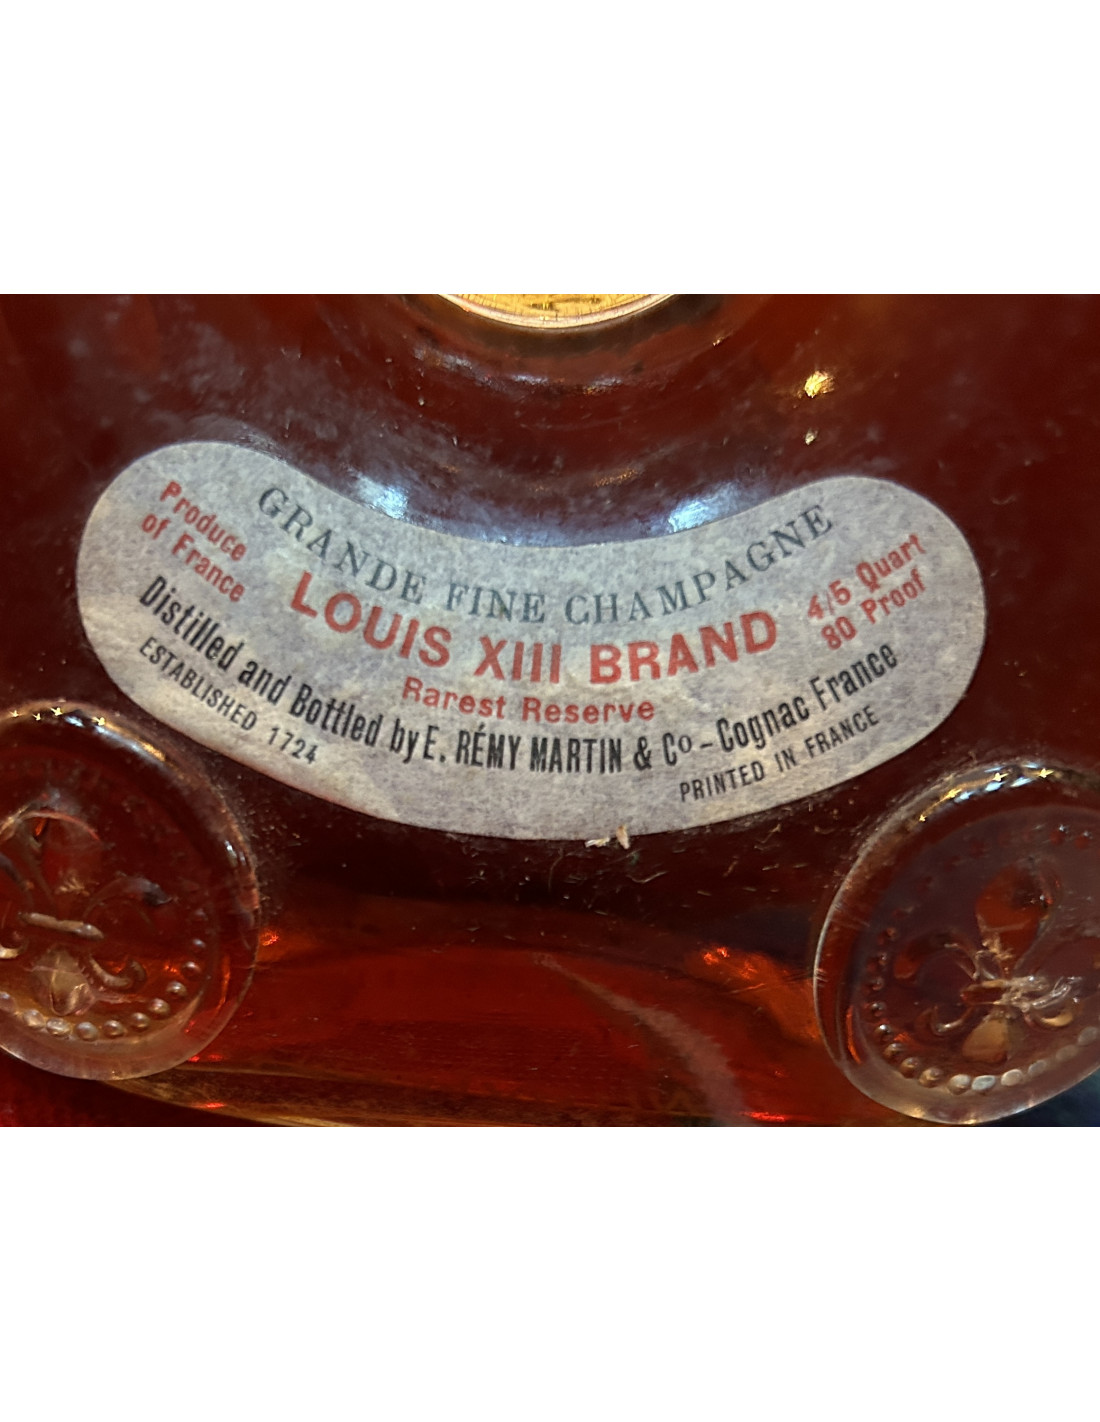 GRANDE FINE CHAMPAGNE
Produce
of France
LOUIS XIII BRAND
4/5 Quart
80 Proof
Rarest Reserve
Distilled and Bottled by E. RÉMY MARTIN & Co – Cognac France
ESTABLISHED 1724
PRINTED IN FRANCE